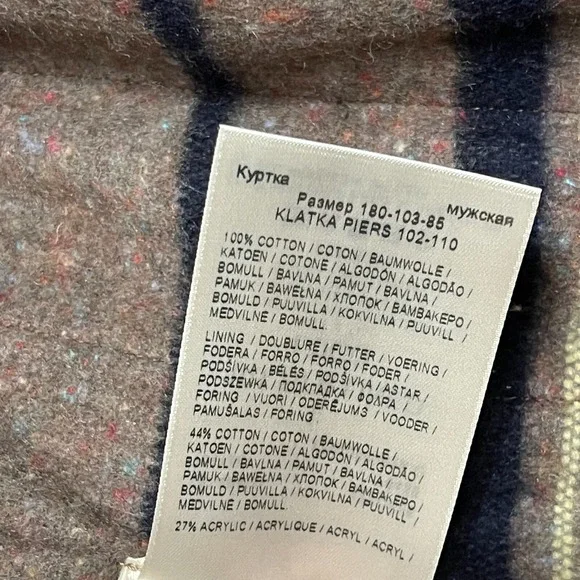 Куртка мужская
Размер 180-103-85
KLATKA PIERS 102-110
100% COTTON / COTON / BAUMWOLLE /
KATOEN / COTONE / ALGODÓN / ALGODÃO /
BOMULL / BAVLNA / PAMUT / BAVLNA /
PAMUK / BAWEŁNA / ХЛОПОК / ΒΑΜΒΑΚΕΡΟ /
BOMULD / PUUVILLA / KOKVILNA / PUUVILL /
MEDVILNĖ / BOMULL
LINING / DOUBLURE / FUTTER / VOERING /
FODERA / FORRO / FORRO / FODER /
PODŠÍVKA / BÉLÉS / PODŠÍVKA / ASTAR /
PODSZEWKA / ПОДКЛАДКА / ΦΟΔΡΑ /
FORING / VUORI / ODERĒJUMS / VOODER /
PAMUŠALAS / FORING
44% COTTON / COTON / BAUMWOLLE /
KATOEN / COTONE / ALGODÓN / ALGODÃO /
BOMULL / BAVLNA / PAMUT / BAVLNA /
PAMUK / BAWEŁNA / ХЛОПОК / ΒΑΜΒΑΚΕΡΟ /
BOMULD / PUUVILLA / KOKVILNA / PUUVILL /
MEDVILNĖ / BOMULL
27% ACRYLIC / ACRYLIQUE / ACRYL / ACRYL /